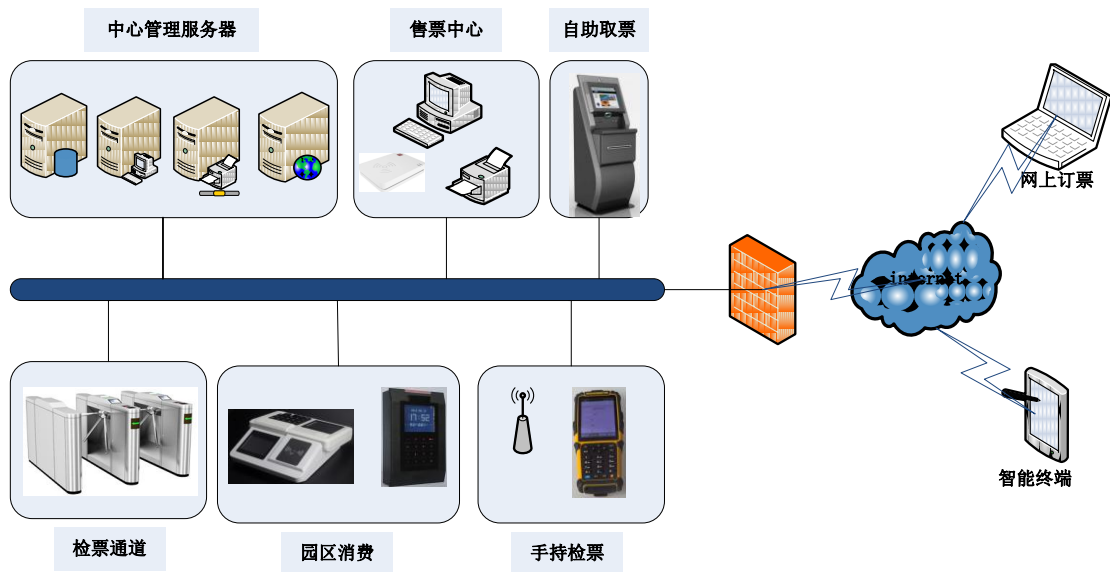 中心管理服务器
售票中心
自助取票
网上订票
internet
智能终端
检票通道
园区消费
手持检票